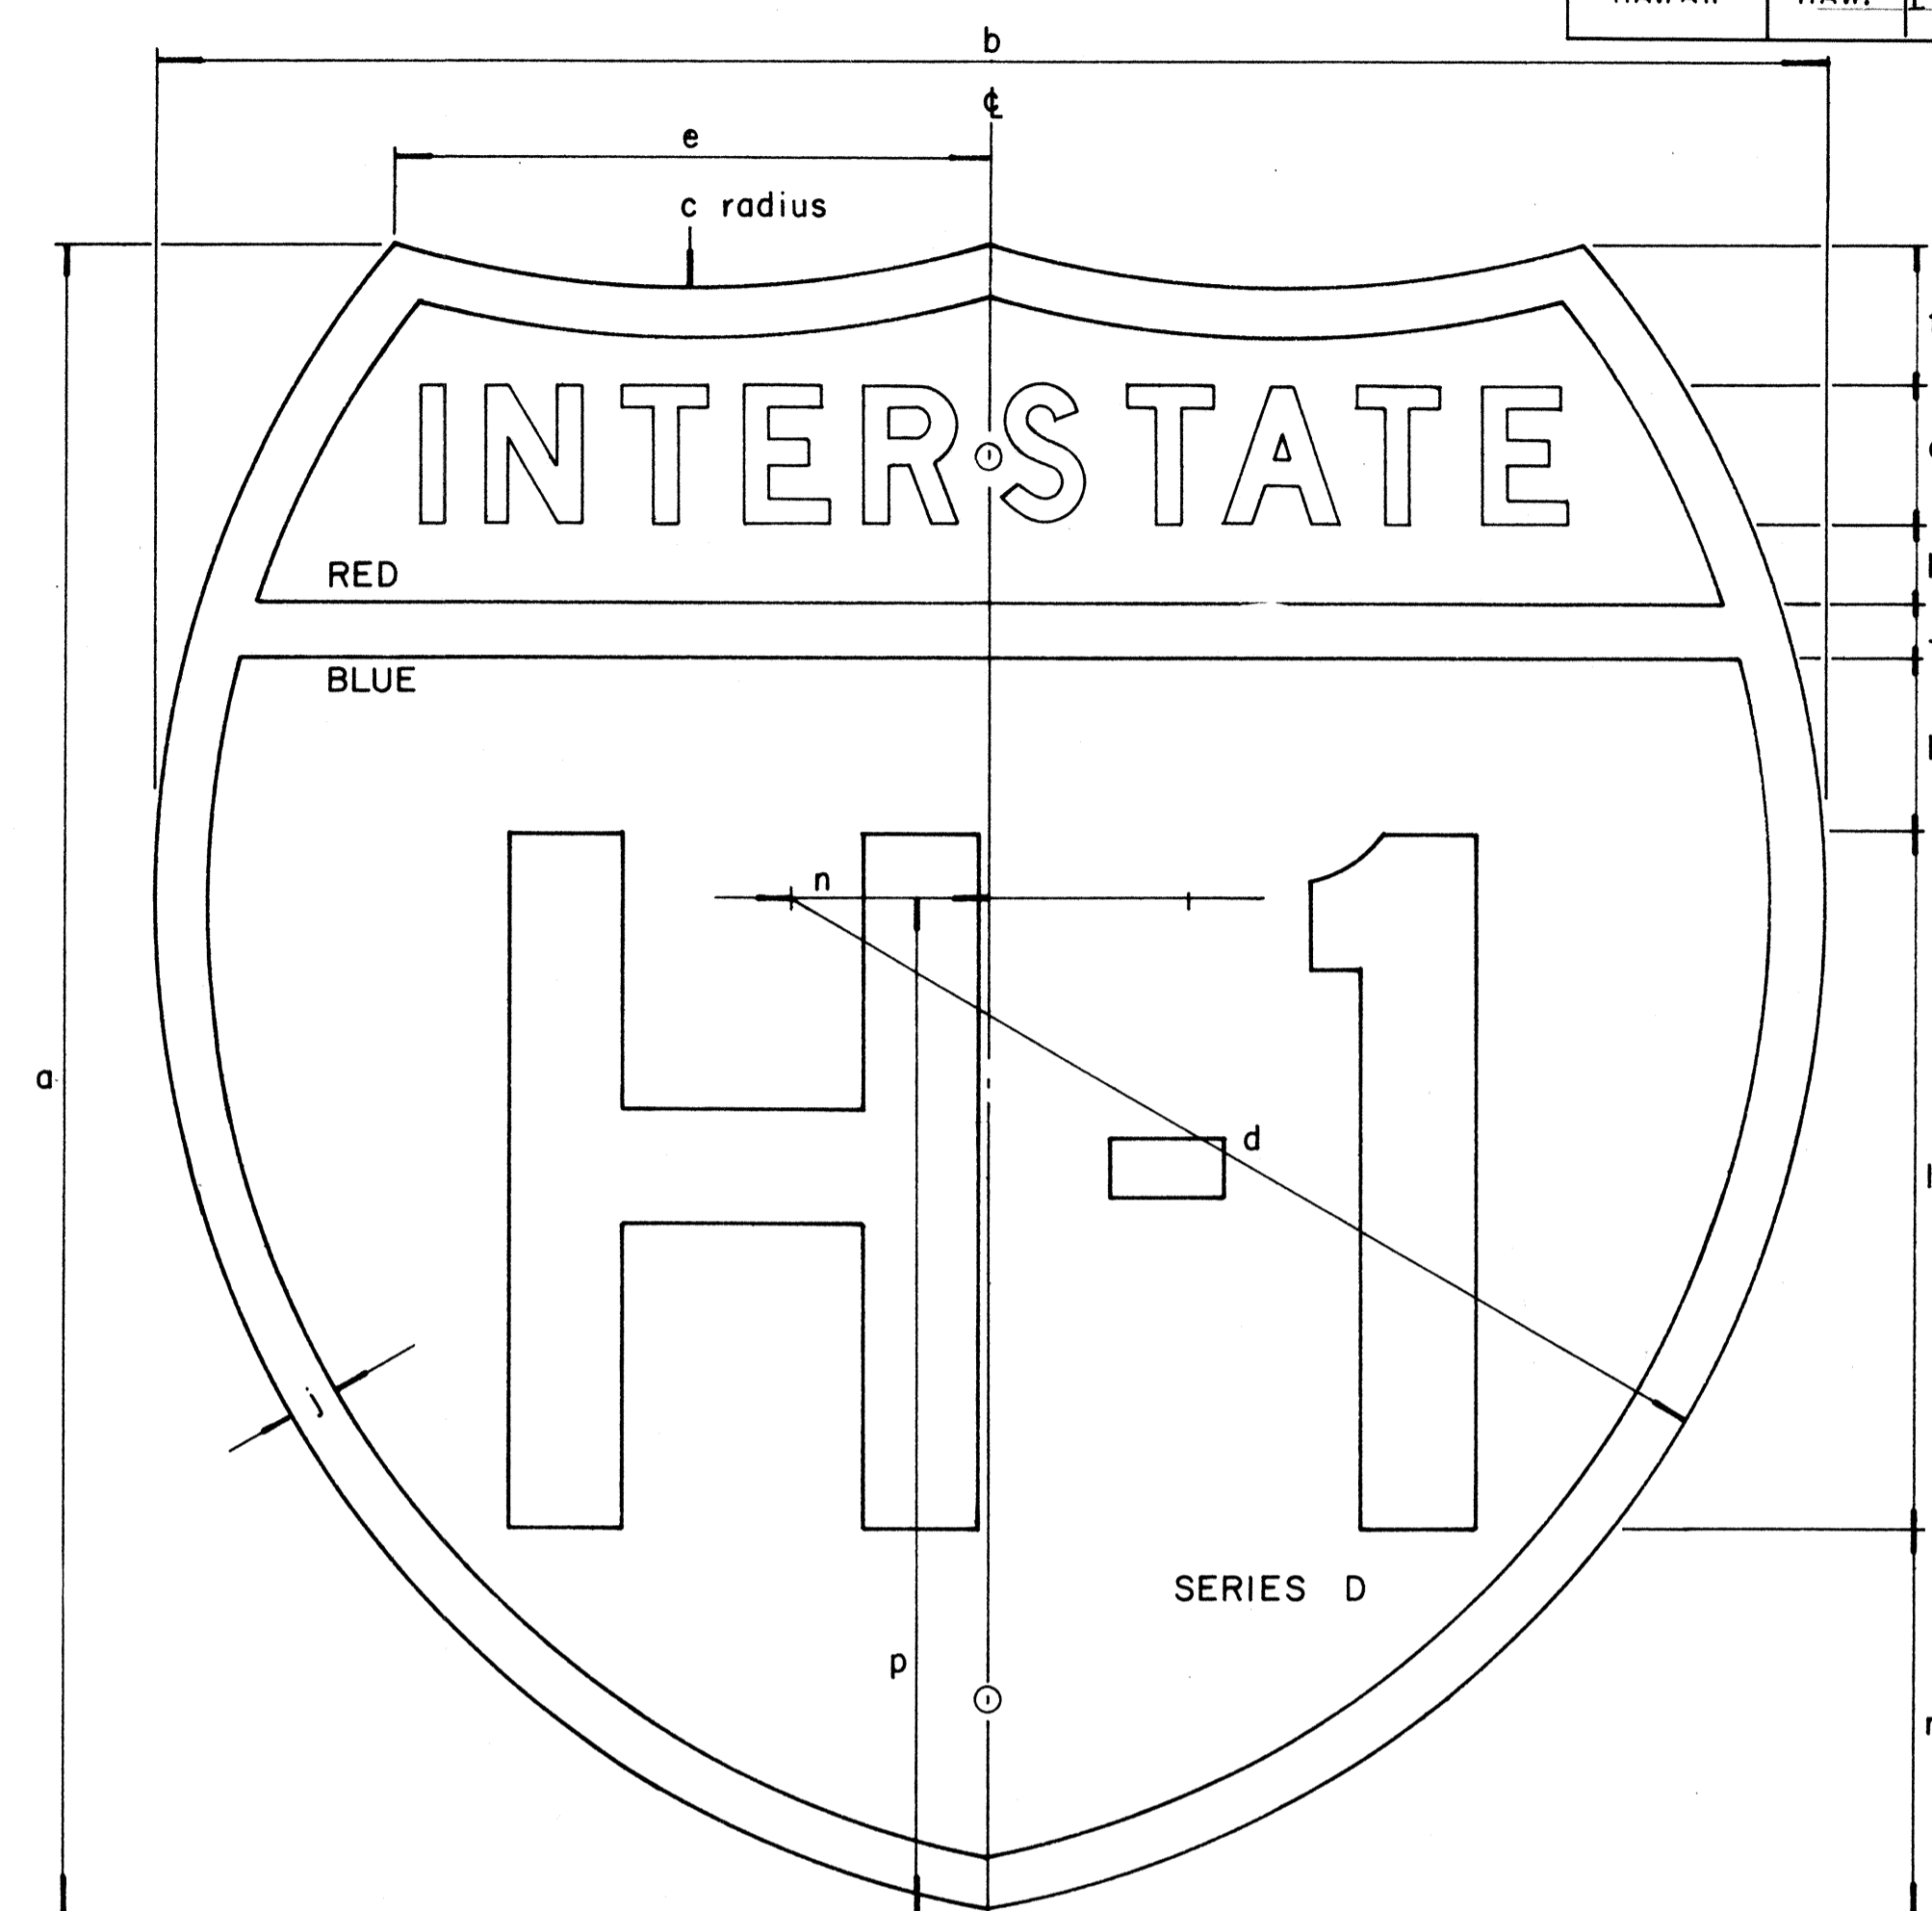 b
℄
e
c radius
INTERSTATE
RED
BLUE
n
H-1
a
d
j
SERIES D
p